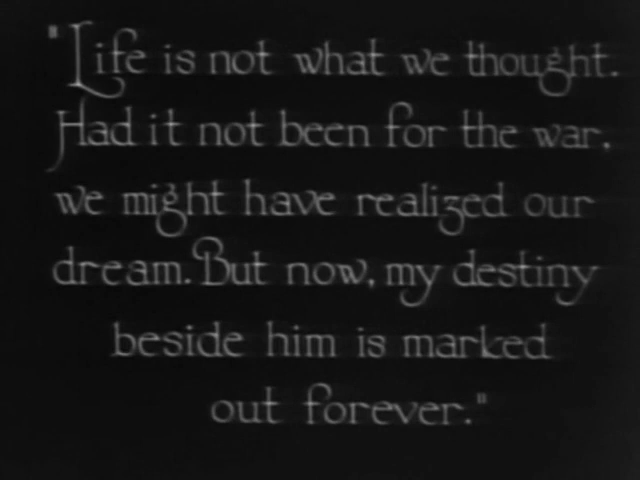 "Life is not what we thought.
Had it not been for the war,
we might have realized our
dream. But now, my destiny
beside him is marked
out forever."